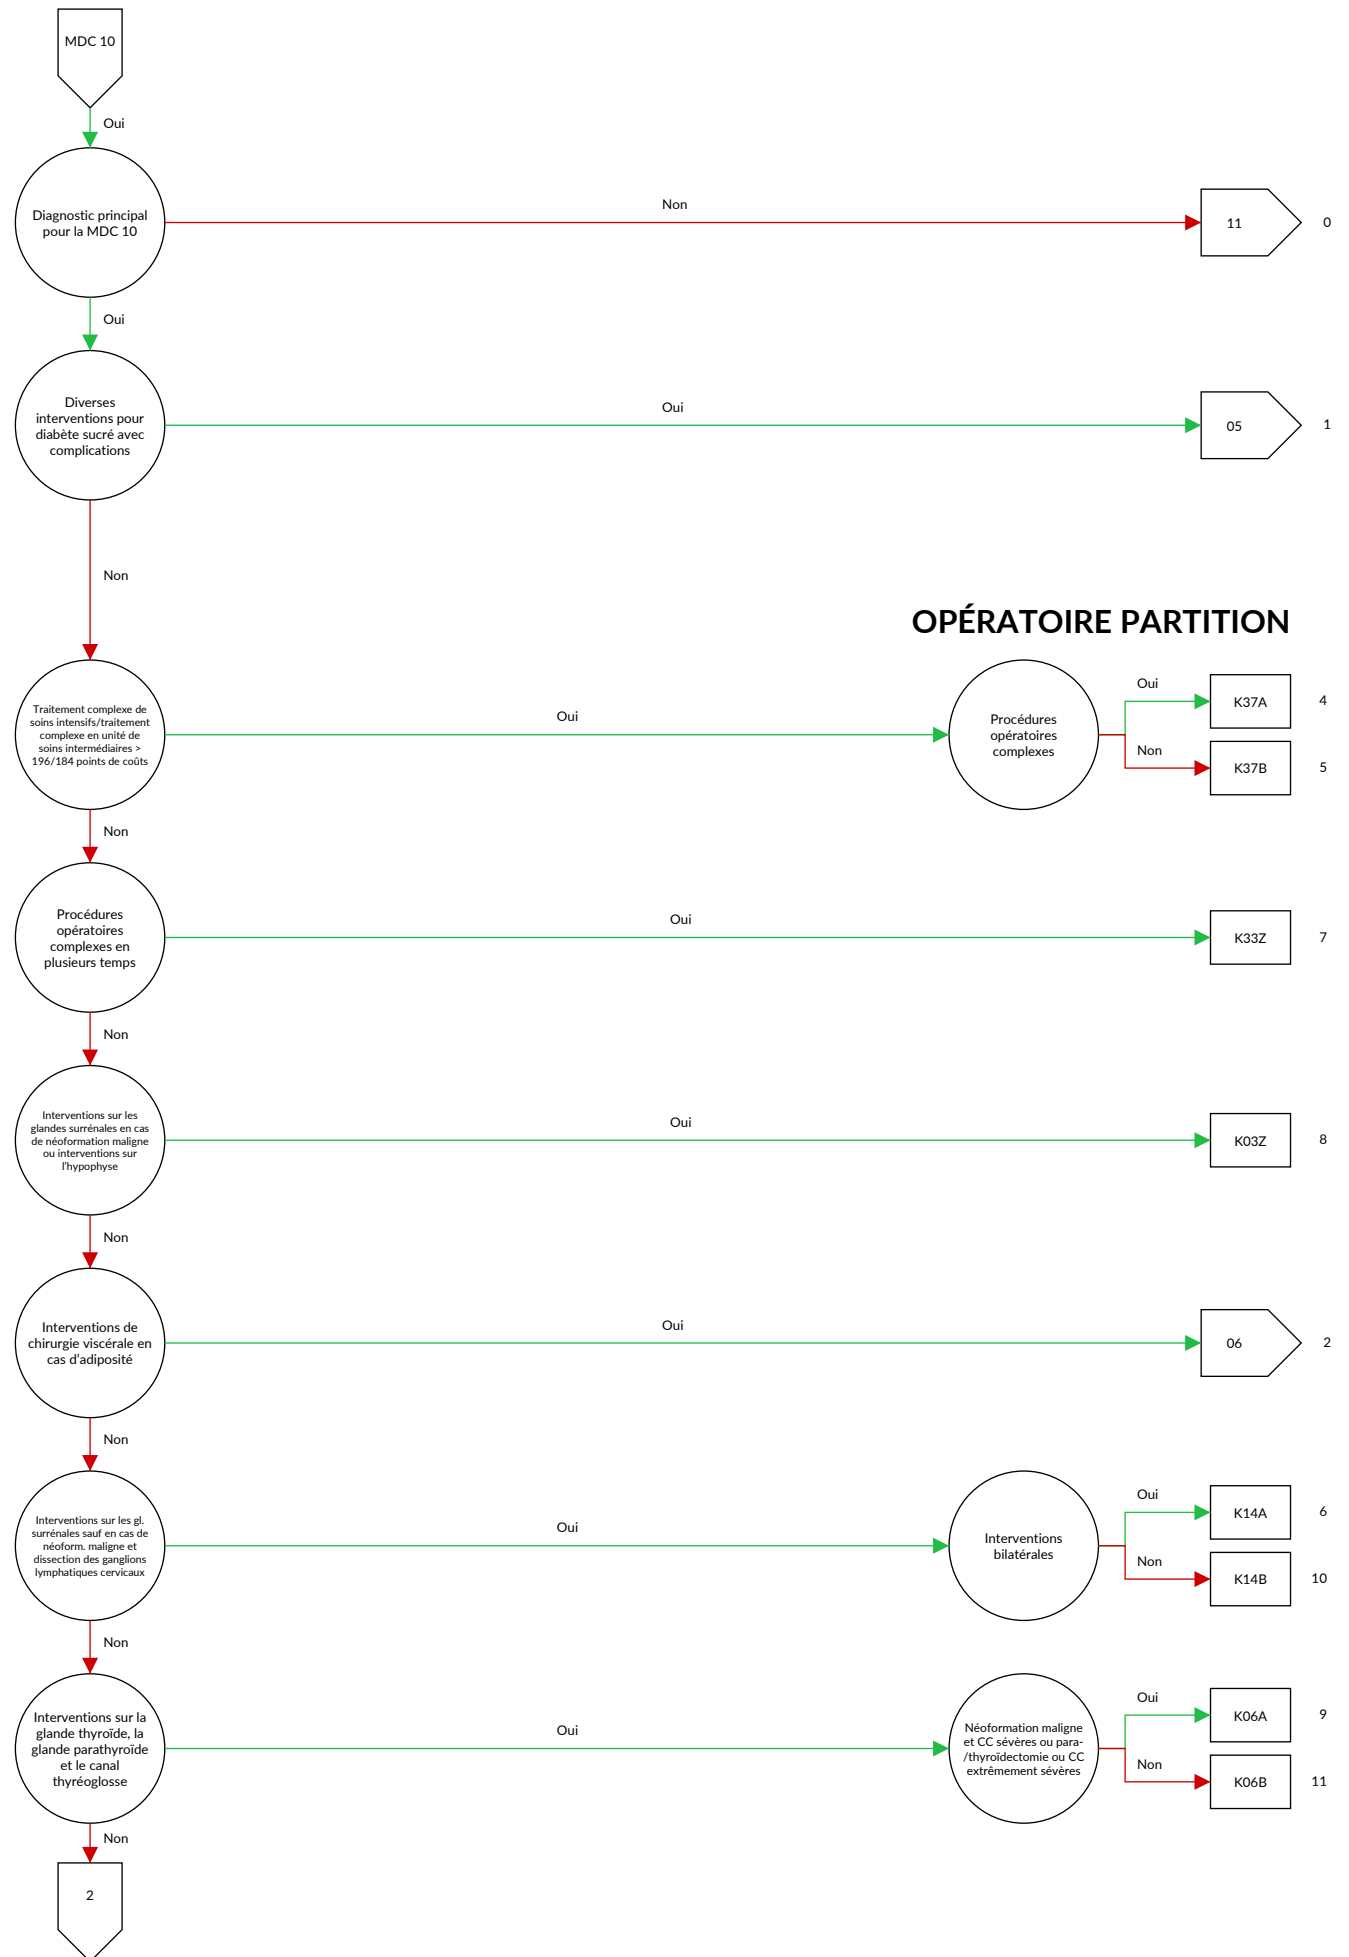 MDC 10
Oui
Diagnostic principal
pour la MDC 10
Non
11
0
Oui
Diverses
interventions pour
diabète sucré avec
complications
Oui
05
1
Non
OPÉRATOIRE PARTITION
Traitement complexe de
soins intensifs/traitement
complexe en unité de
soins intermédiaires >
196/184 points de coûts
Oui
Procédures
opératoires
complexes
Oui
K37A
4
Non
K37B
5
Non
Procédures
opératoires
complexes en
plusieurs temps
Oui
K33Z
7
Non
Interventions sur les
glandes surrénales en cas
de néoformation maligne
ou interventions sur
l'hypophyse
Oui
K03Z
8
Non
Interventions de
chirurgie viscérale en
cas d'adiposité
Oui
06
2
Non
Interventions sur les gl.
surrénales sauf en cas de
néoform. maligne et
dissection des ganglions
lymphatiques cervicaux
Oui
Interventions
bilatérales
Oui
K14A
6
Non
K14B
10
Non
Interventions sur la
glande thyroïde, la
glande parathyroïde
et le canal
thyréoglosse
Oui
Néoformation maligne
et CC sévères ou para-
/thyroïdectomie ou CC
extrêmement sévères
Oui
K06A
9
Non
K06B
11
Non
2